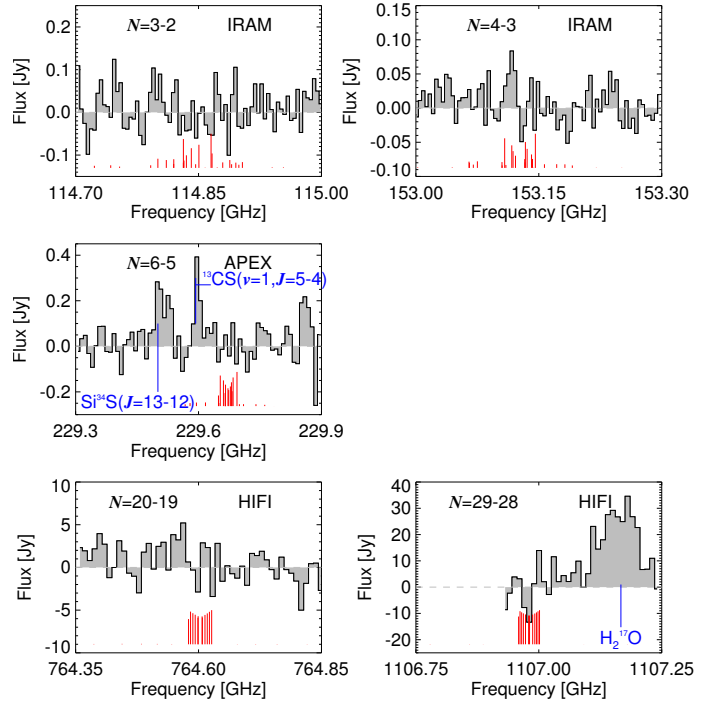 N=3-2 IRAM
Flux [Jy]
0.2
0.1
0.0
-0.1
114.70 114.85 115.00
Frequency [GHz]
N=4-3 IRAM
Flux [Jy]
0.15
0.10
0.05
0.00
-0.05
-0.10
153.00 153.15 153.30
Frequency [GHz]
N=6-5 APEX
¹³CS(v=1,J=5-4)
Flux [Jy]
0.4
0.2
0.0
-0.2
Si³⁴S(J=13-12)
229.3 229.6 229.9
Frequency [GHz]
N=20-19 HIFI
Flux [Jy]
10
5
0
-5
-10
764.35 764.60 764.85
Frequency [GHz]
N=29-28 HIFI
Flux [Jy]
40
30
20
10
0
-10
-20
H₂¹⁷O
1106.75 1107.00 1107.25
Frequency [GHz]